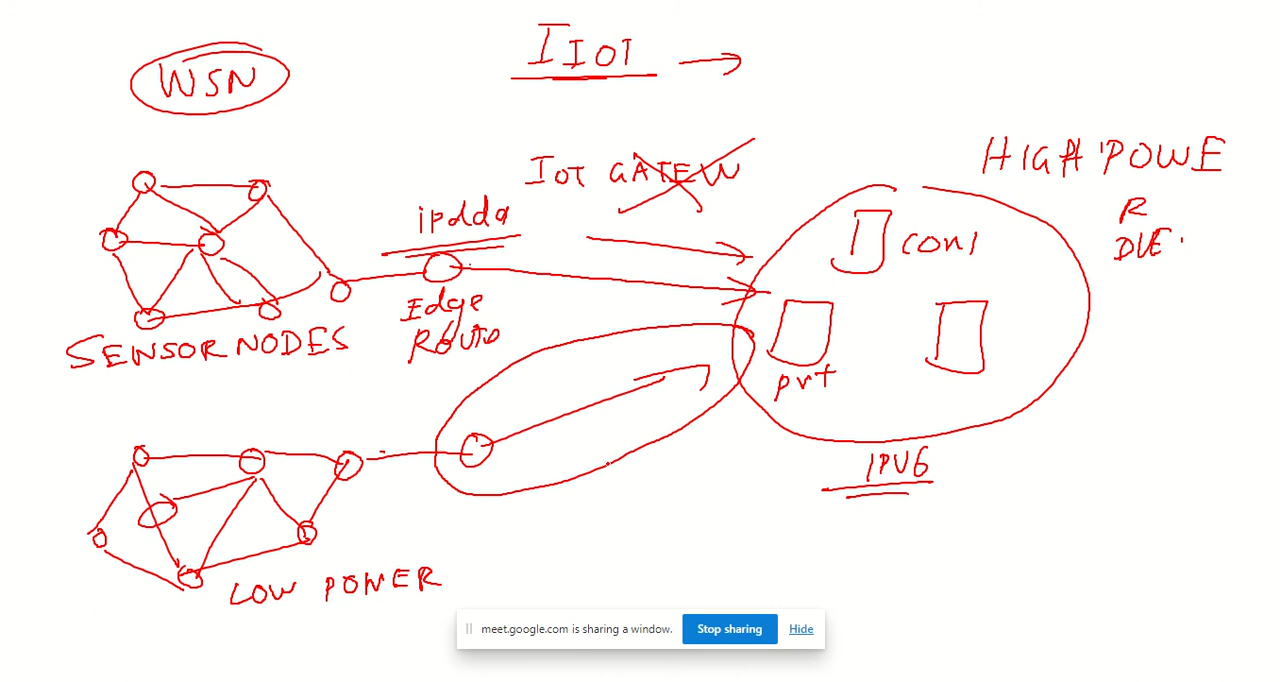 WSN
IIOT
IOT GATEW
HIGH POWE
R
DVE
ipdda
CON1
Edge
ROUTO
SENSOR NODES
prt
IPV6
LOW POWER
meet.google.com is sharing a window. Stop sharing Hide